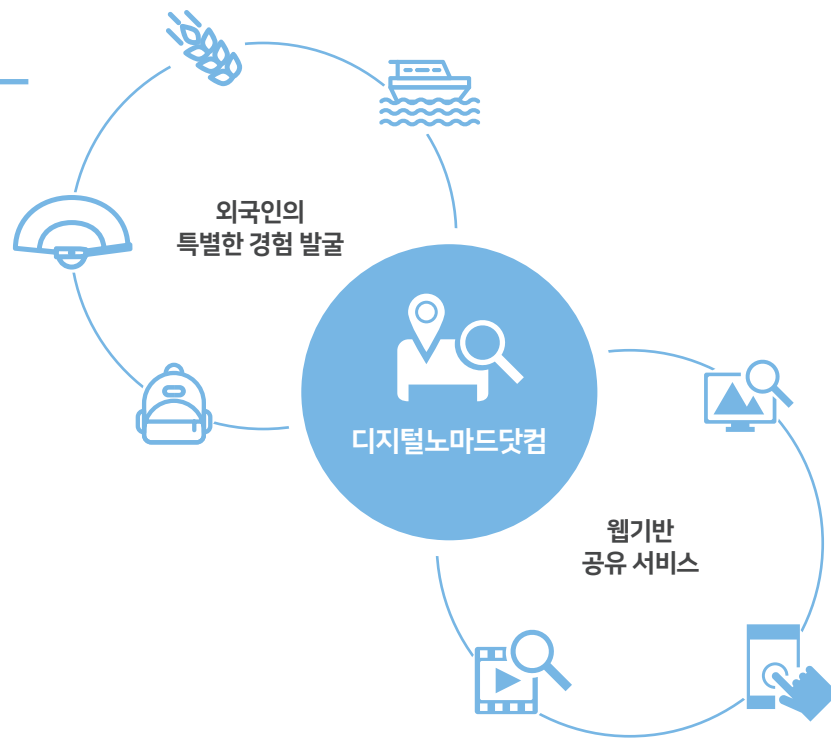 외국인의
특별한 경험 발굴
디지털노마드닷컴
웹기반
공유 서비스